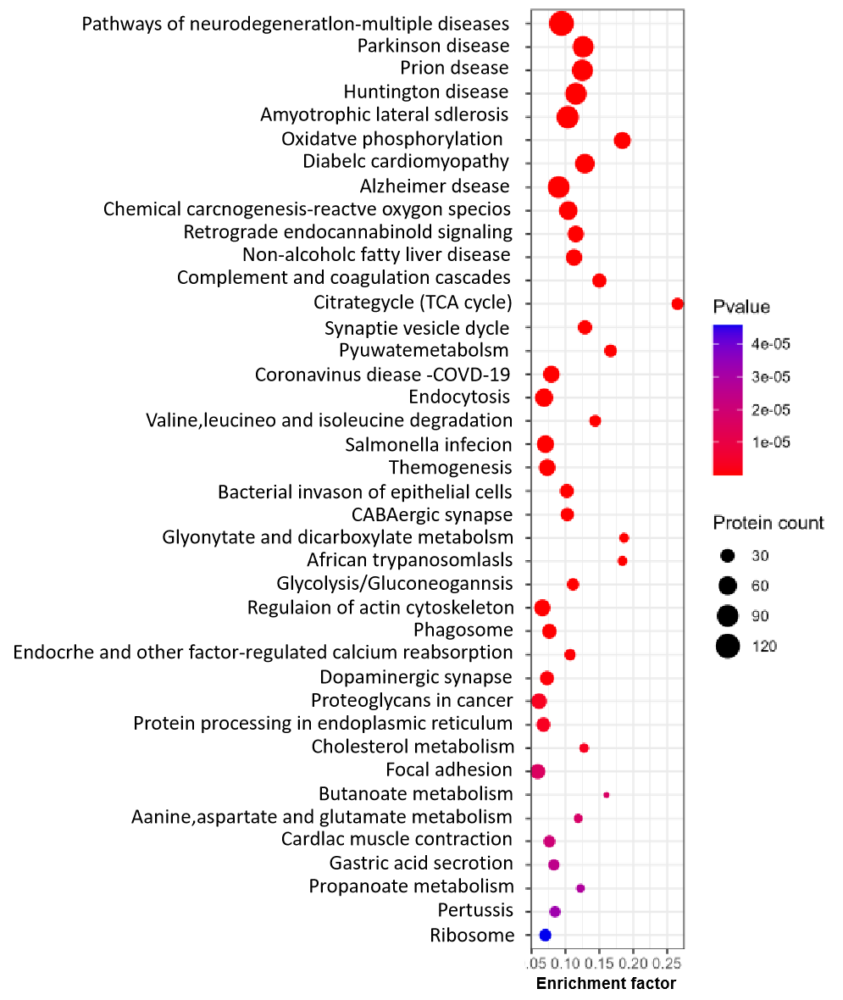 Pathways of neurodegeneratlon-multiple diseases
Parkinson disease
Prion dsease
Huntington disease
Amyotrophic lateral sdlerosis
Oxidatve phosphorylation
Diabelc cardiomyopathy
Alzheimer dsease
Chemical carcnogenesis-reactve oxygon specios
Retrograde endocannabinold signaling
Non-alcoholc fatty liver disease
Complement and coagulation cascades
Citrategycle (TCA cycle)
Synaptie vesicle dycle
Pyuwatemetabolsm
Coronavinus diease -COVD-19
Endocytosis
Valine,leucineo and isoleucine degradation
Salmonella infecion
Themogenesis
Bacterial invason of epithelial cells
CABAergic synapse
Glyonytate and dicarboxylate metabolsm
African trypanosomlasls
Glycolysis/Gluconeogannsis
Regulaion of actin cytoskeleton
Phagosome
Endocrhe and other factor-regulated calcium reabsorption
Dopaminergic synapse
Proteoglycans in cancer
Protein processing in endoplasmic reticulum
Cholesterol metabolism
Focal adhesion
Butanoate metabolism
Aanine,aspartate and glutamate metabolism
Cardlac muscle contraction
Gastric acid secrotion
Propanoate metabolism
Pertussis
Ribosome
.05 0.10 0.15 0.20 0.25
Enrichment factor
Pvalue
4e-05
3e-05
2e-05
1e-05
Protein count
30
60
90
120